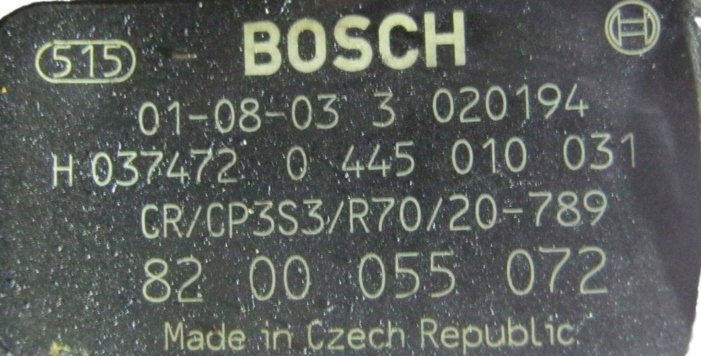 515 BOSCH
01-08-03 3 020194
H 037472 0 445 010 031
CR/CP3S3/R70/20-789
82 00 055 072
Made in Czech Republic